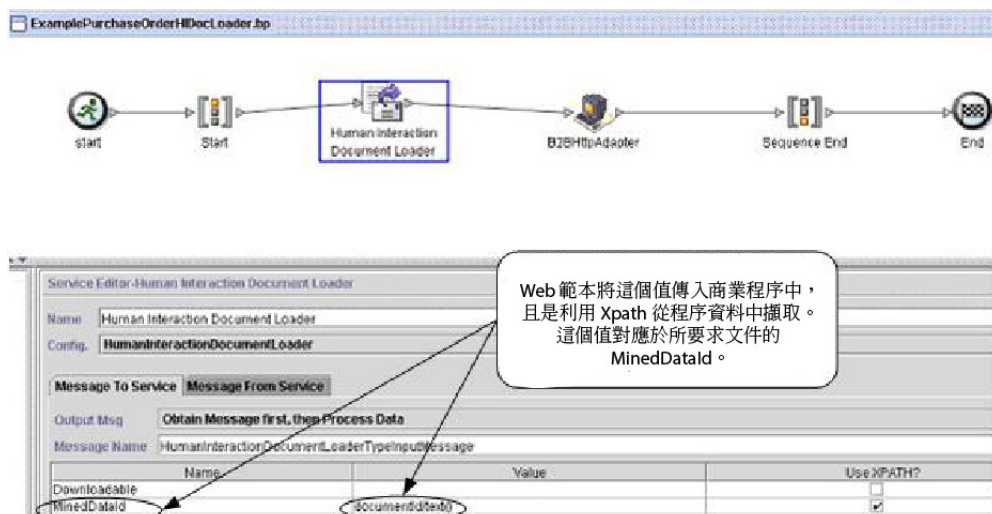 ExamplePurchaseOrderHIDocLoader.bp
start
Start
Human Interaction
Document Loader
B2BHttpAdapter
Sequence End
End
Service Editor-Human Interaction Document Loader
Web 範本將這個值傳入商業程序中，
且是利用 Xpath 從程序資料中擷取。
這個值對應於所要求文件的
MinedDataId。
Name Human Interaction Document Loader
Config. HumanInteractionDocumentLoader
Message To Service Message From Service
Output Msg Obtain Message first, then Process Data
Message Name HumanInteractionDocumentLoaderTypeInputMessage
Name Value Use XPATH?
Downloadable
MinedDataId documentId/text()